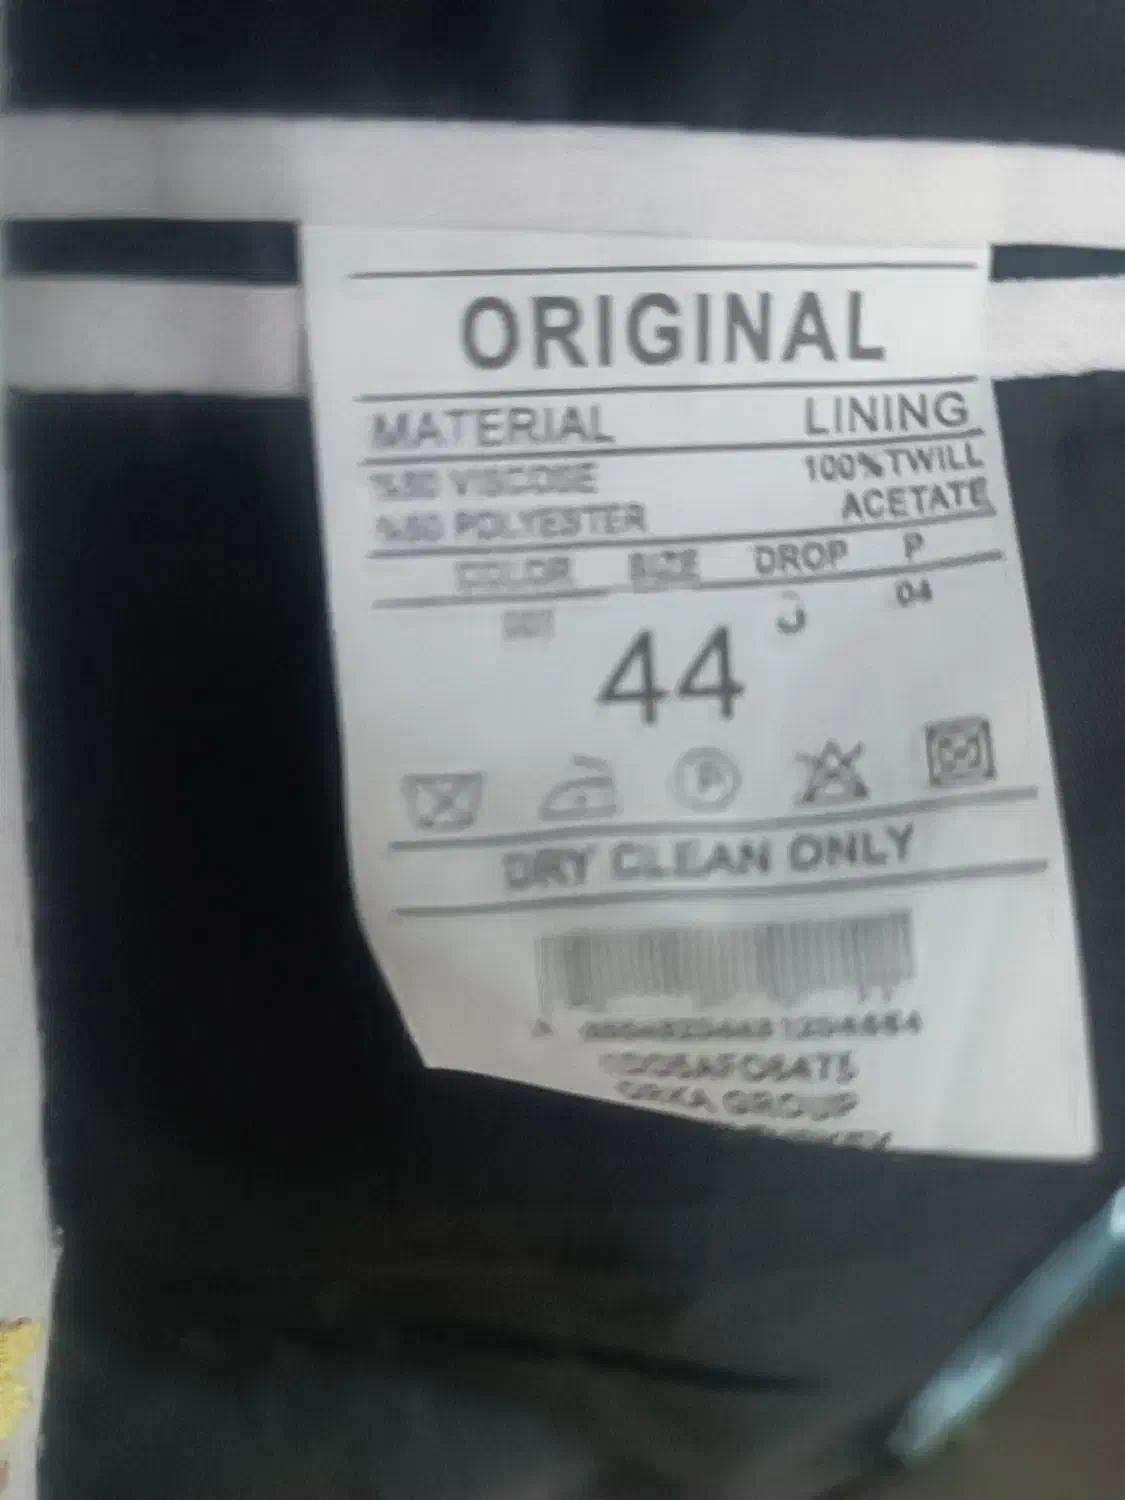 ORIGINAL
MATERIAL LINING
VISCOSE 100%TWILL
POLYESTER ACETATE
COLOR SIZE DROP P
04
44
P
DRY CLEAN ONLY
GROUP